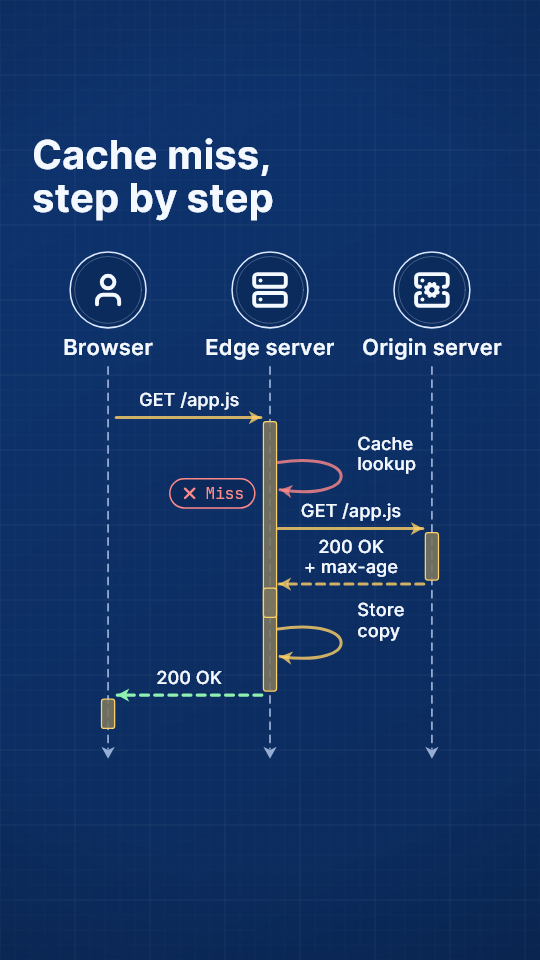 Cache miss,
step by step
Browser
Edge server
Origin server
GET /app.js
Cache
lookup
Miss
GET /app.js
200 OK
+ max-age
Store
copy
200 OK